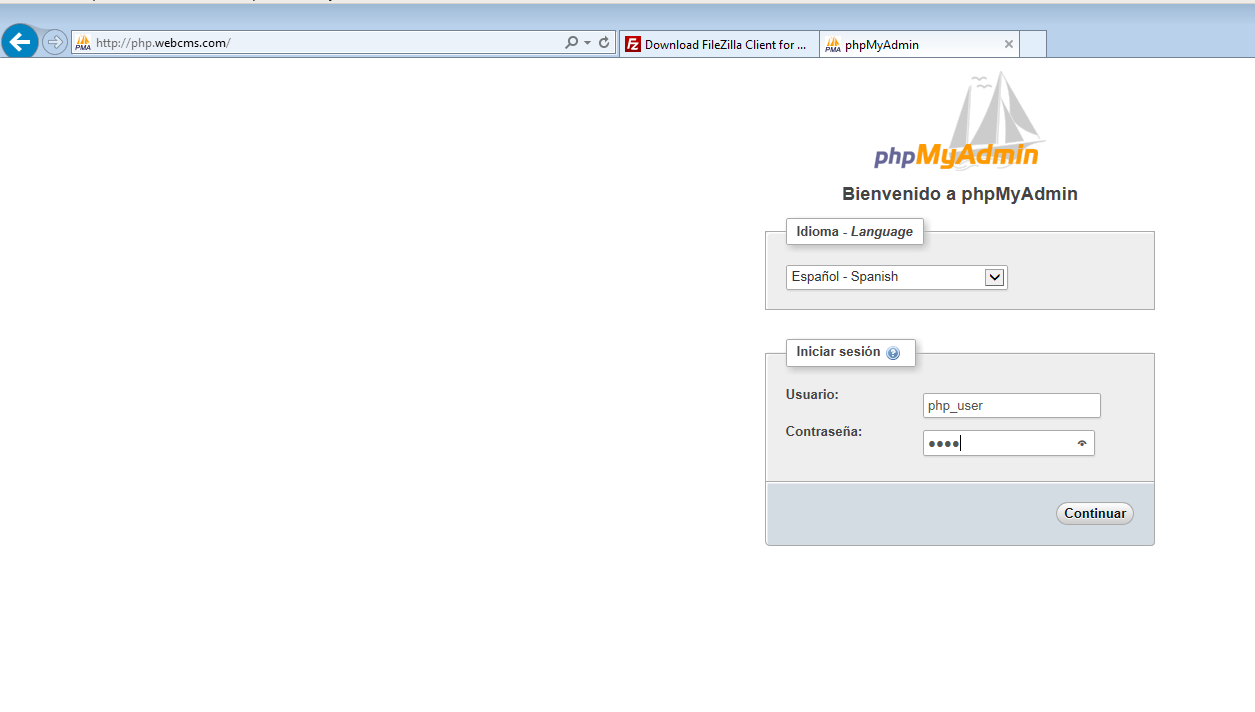 http://php.webcms.com/
Download FileZilla Client for ...
phpMyAdmin
phpMyAdmin
Bienvenido a phpMyAdmin
Idioma - Language
Español - Spanish
Iniciar sesión
Usuario:
php_user
Contraseña:
Continuar